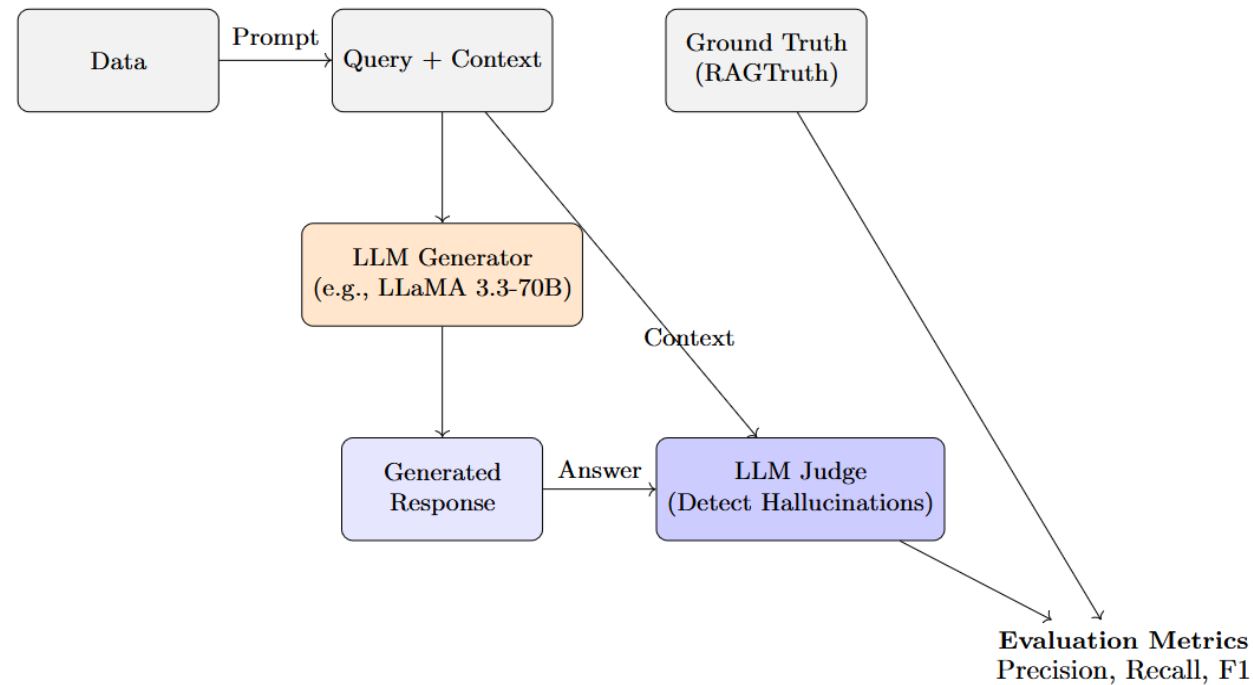 Data
Prompt
Query + Context
Ground Truth
(RAGTruth)
LLM Generator
(e.g., LLaMA 3.3-70B)
Context
Generated
Response
Answer
LLM Judge
(Detect Hallucinations)
Evaluation Metrics
Precision, Recall, F1